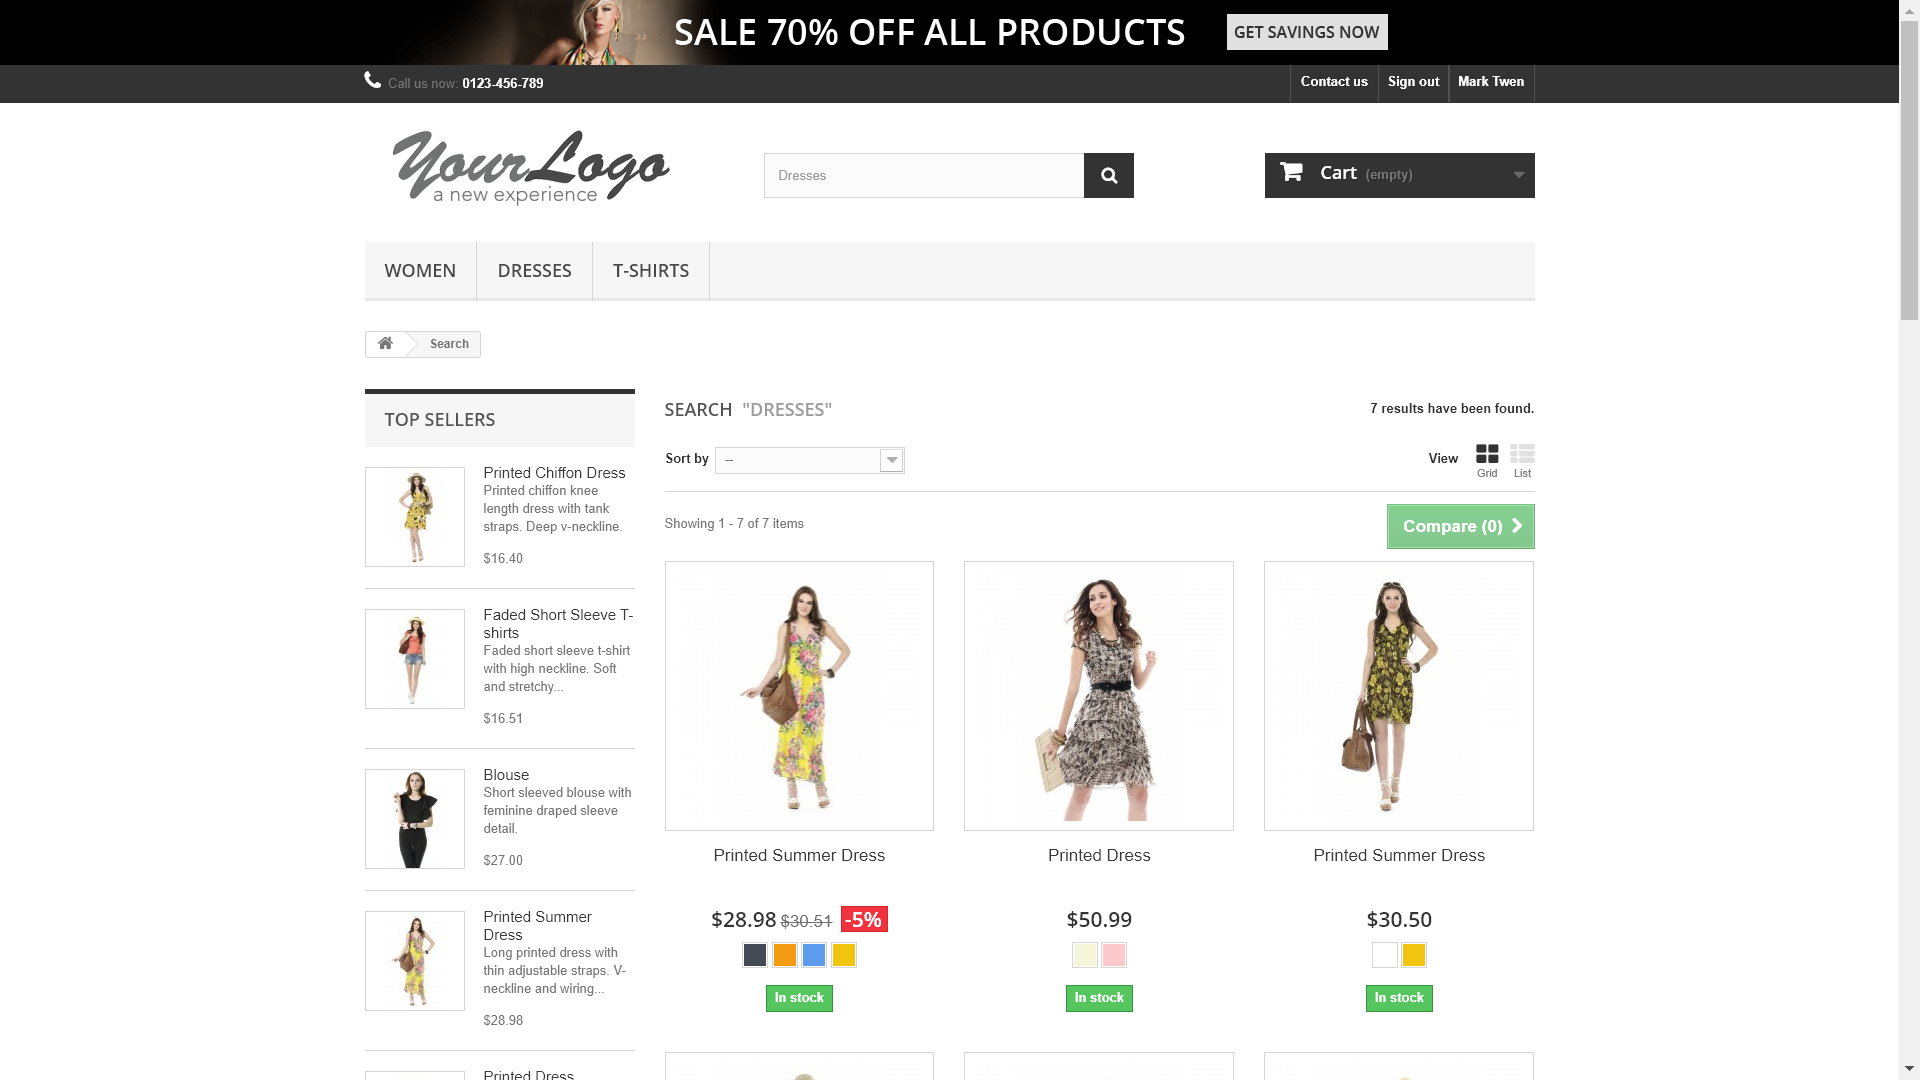 SALE 70% OFF ALL PRODUCTS
GET SAVINGS NOW
Call us now: 0123-456-789
Contact us
Sign out
Mark Twen
YourLogo
a new experience
Dresses
Cart (empty)
WOMEN
DRESSES
T-SHIRTS
Search
TOP SELLERS
Printed Chiffon Dress
Printed chiffon knee
length dress with tank
straps. Deep v-neckline.
$16.40
Faded Short Sleeve T-
shirts
Faded short sleeve t-shirt
with high neckline. Soft
and stretchy...
$16.51
Blouse
Short sleeved blouse with
feminine draped sleeve
detail.
$27.00
Printed Summer
Dress
Long printed dress with
thin adjustable straps. V-
neckline and wiring...
$28.98
Printed Dress
SEARCH "DRESSES"
7 results have been found.
Sort by --
View
Grid
List
Showing 1 - 7 of 7 items
Compare (0)
Printed Summer Dress
$28.98 $30.51 -5%
In stock
Printed Dress
$50.99
In stock
Printed Summer Dress
$30.50
In stock